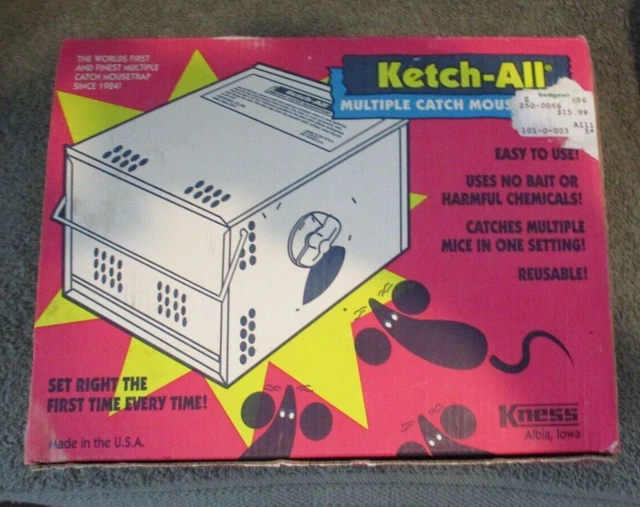 THE WORLDS FIRST
AND FINEST MULTIPLE
CATCH MOUSETRAP
SINCE 1924!
Ketch-All®
MULTIPLE CATCH MOUS
$15.99
A111
101-0-003
EASY TO USE!
USES NO BAIT OR
HARMFUL CHEMICALS!
CATCHES MULTIPLE
MICE IN ONE SETTING!
REUSABLE!
SET RIGHT THE
FIRST TIME EVERY TIME!
Made in the U.S.A.
Kness
Albia, Iowa